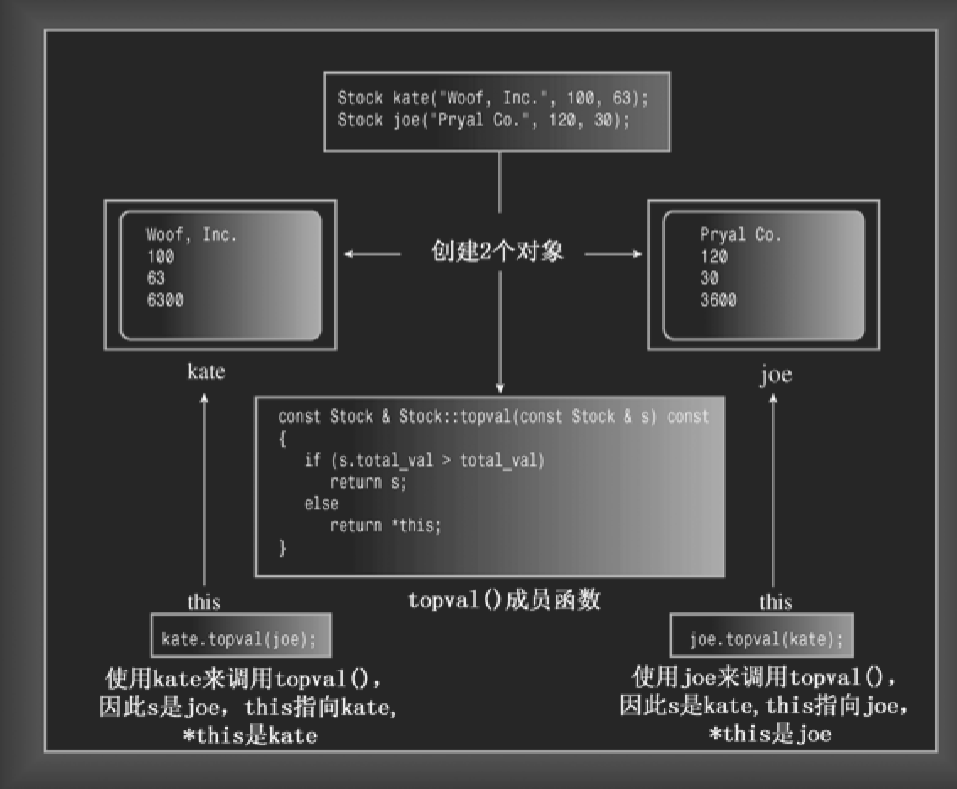 Stock kate("Woof, Inc.", 100, 63);
Stock joe("Pryal Co.", 120, 30);
Woof, Inc.
100
63
6300
kate
创建2个对象
Pryal Co.
120
30
3600
joe
const Stock & Stock::topval(const Stock & s) const
{
if (s.total_val > total_val)
return s;
else
return *this;
}
topval()成员函数
this
kate.topval(joe);
使用kate来调用topval(),
因此s是joe，this指向kate,
*this是kate
this
joe.topval(kate);
使用joe来调用topval(),
因此s是kate,this指向joe,
*this是joe